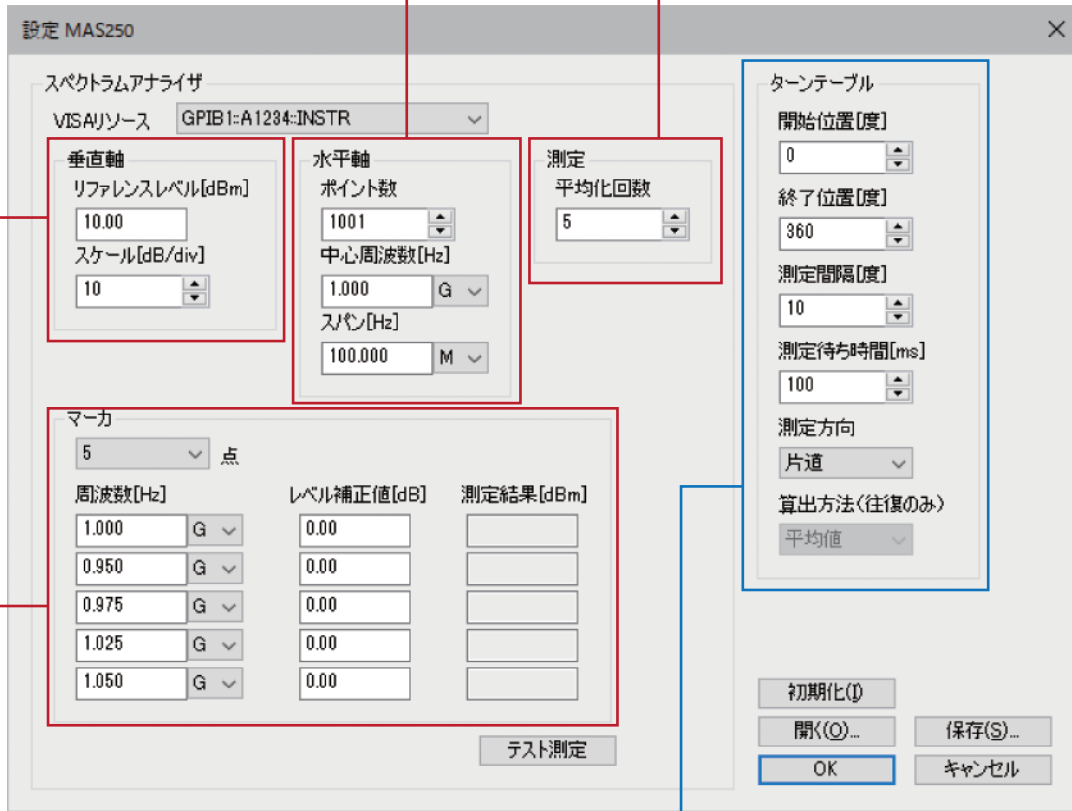 設定 MAS250
スペクトラムアナライザ
VISAリソース GPIB1::A1234::INSTR
垂直軸
リファレンスレベル[dBm]
10.00
スケール[dB/div]
10
水平軸
ポイント数
1001
中心周波数[Hz]
1.000 G
スパン[Hz]
100.000 M
測定
平均化回数
5
マーカ
5 点
周波数[Hz] レベル補正値[dB] 測定結果[dBm]
1.000 G 0.00
0.950 G 0.00
0.975 G 0.00
1.025 G 0.00
1.050 G 0.00
テスト測定
ターンテーブル
開始位置[度]
0
終了位置[度]
360
測定間隔[度]
10
測定待ち時間[ms]
100
測定方向
片道
算出方法(往復のみ)
平均値
初期化(I)
開く(O)... 保存(S)...
OK キャンセル